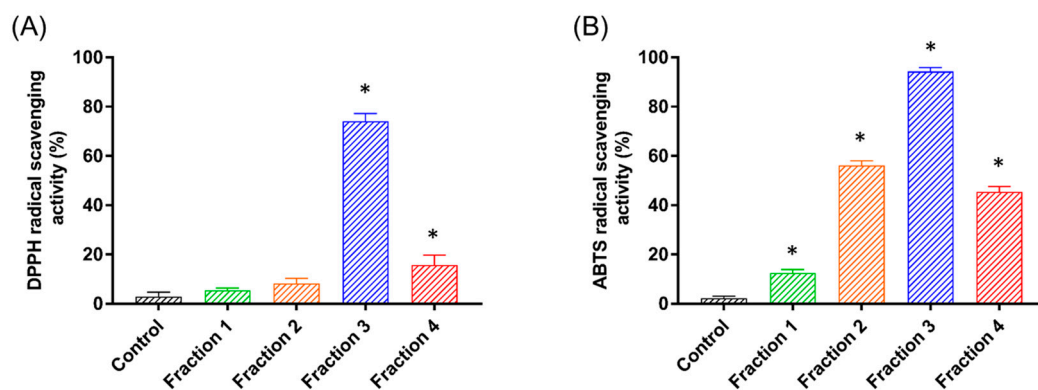 (A)
DPPH radical scavenging
activity (%)
100
80
60
40
20
0
*
*
Control
Fraction 1
Fraction 2
Fraction 3
Fraction 4
(B)
ABTS radical scavenging
activity (%)
100
80
60
40
20
0
*
*
*
*
Control
Fraction 1
Fraction 2
Fraction 3
Fraction 4